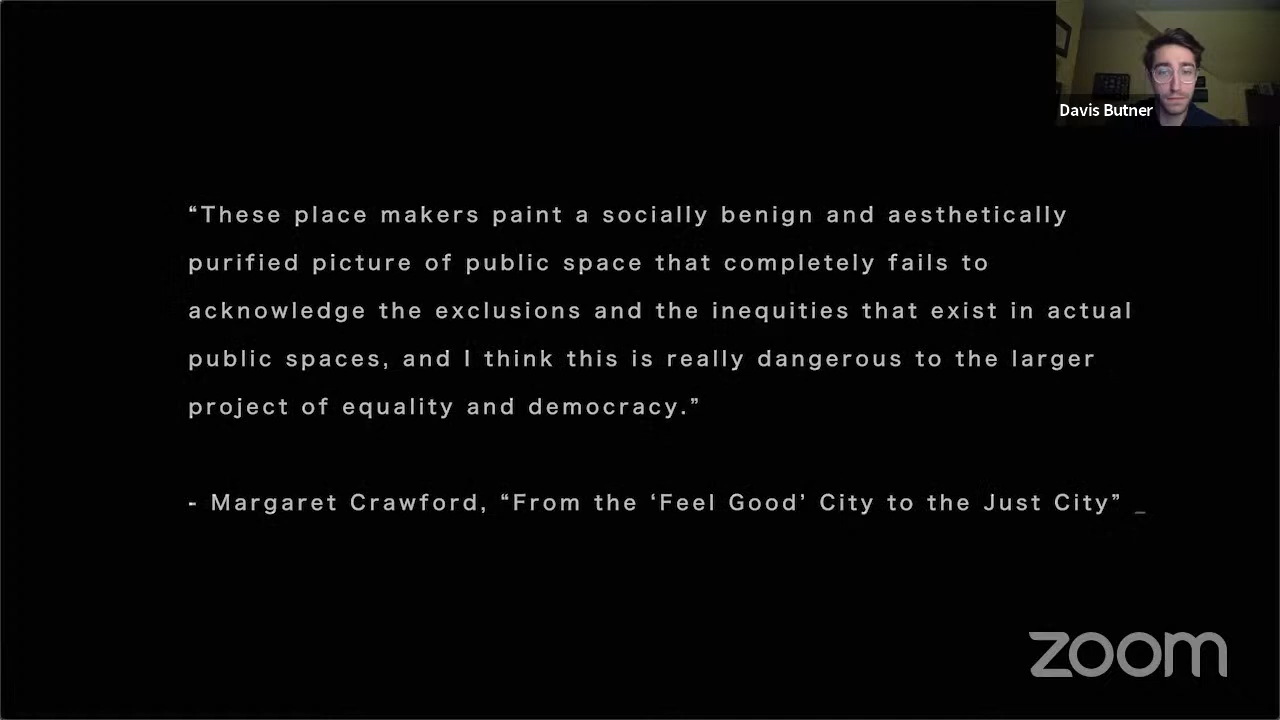 Davis Butner
“These place makers paint a socially benign and aesthetically
purified picture of public space that completely fails to
acknowledge the exclusions and the inequities that exist in actual
public spaces, and I think this is really dangerous to the larger
project of equality and democracy.”
- Margaret Crawford, “From the ‘Feel Good’ City to the Just City” _
zoom